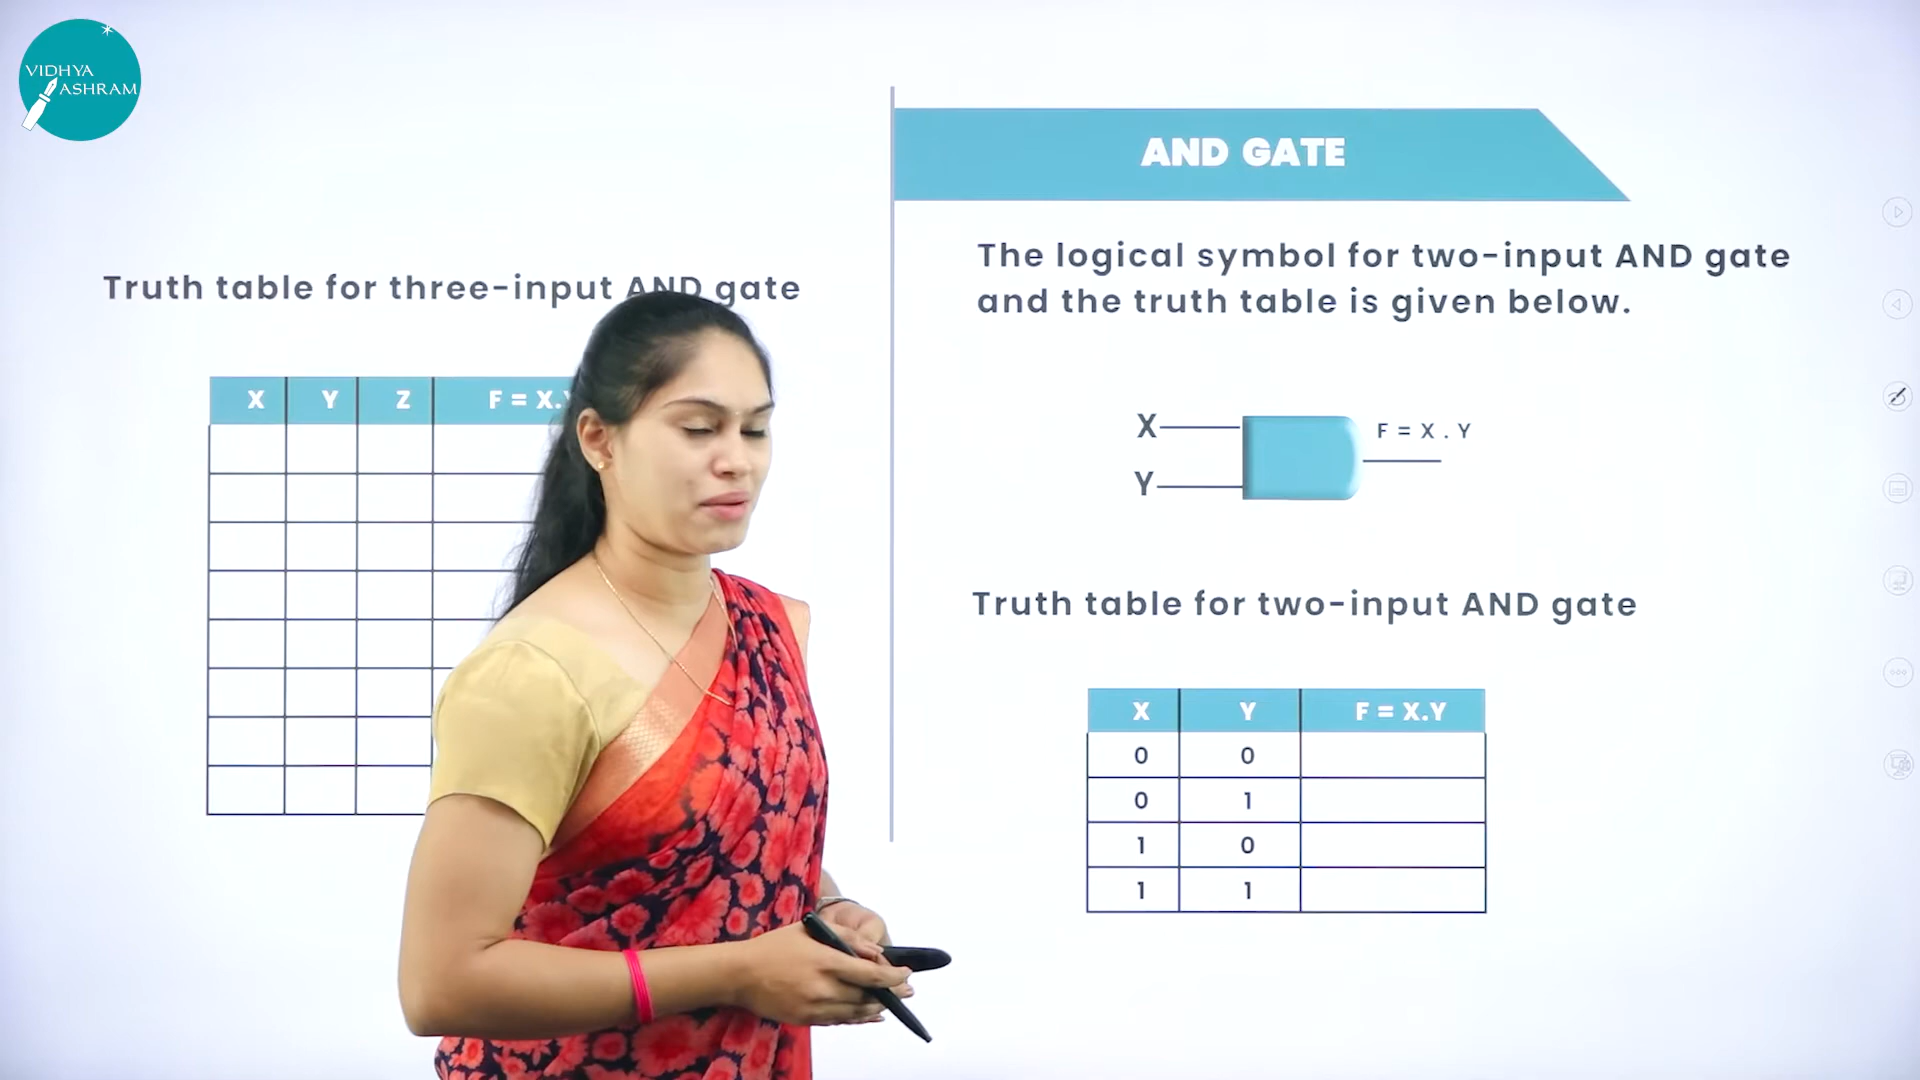 VIDHYA
ASHRAM
Truth table for three-input AND gate
X Y Z F = X.
AND GATE
The logical symbol for two-input AND gate
and the truth table is given below.
X
F = X . Y
Y
Truth table for two-input AND gate
X Y F = X.Y
0 0
0 1
1 0
1 1